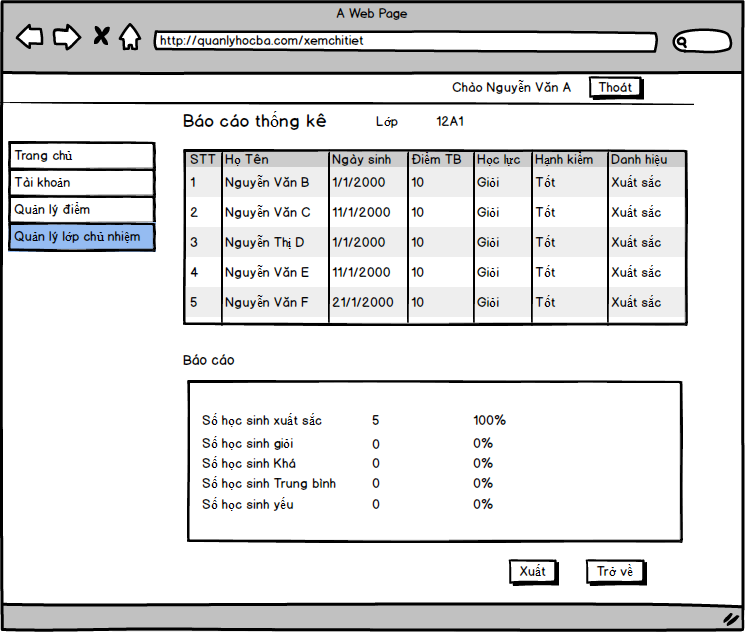 A Web Page
http://quanlyhocba.com/xemchitiet
Chào Nguyễn Văn A Thoát
Báo cáo thống kê Lớp 12A1
Trang chủ
Tài khoản
Quản lý điểm
Quản lý lớp chủ nhiệm
STT Họ Tên Ngày sinh Điểm TB Học lực Hạnh kiểm Danh hiệu
1 Nguyễn Văn B 1/1/2000 10 Giỏi Tốt Xuất sắc
2 Nguyễn Văn C 11/1/2000 10 Giỏi Tốt Xuất sắc
3 Nguyễn Thị D 1/1/2000 10 Giỏi Tốt Xuất sắc
4 Nguyễn Văn E 11/1/2000 10 Giỏi Tốt Xuất sắc
5 Nguyễn Văn F 21/1/2000 10 Giỏi Tốt Xuất sắc
Báo cáo
Số học sinh xuất sắc 5 100%
Số học sinh giỏi 0 0%
Số học sinh Khá 0 0%
Số học sinh Trung bình 0 0%
Số học sinh yếu 0 0%
Xuất Trở về